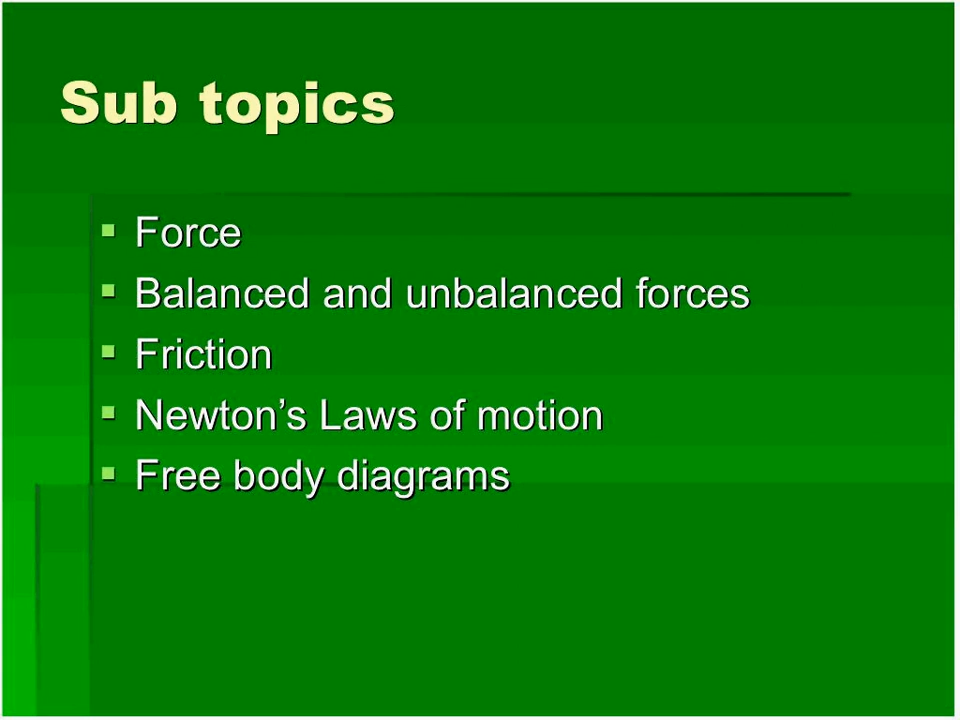 Sub topics
▪ Force
▪ Balanced and unbalanced forces
▪ Friction
▪ Newton’s Laws of motion
▪ Free body diagrams